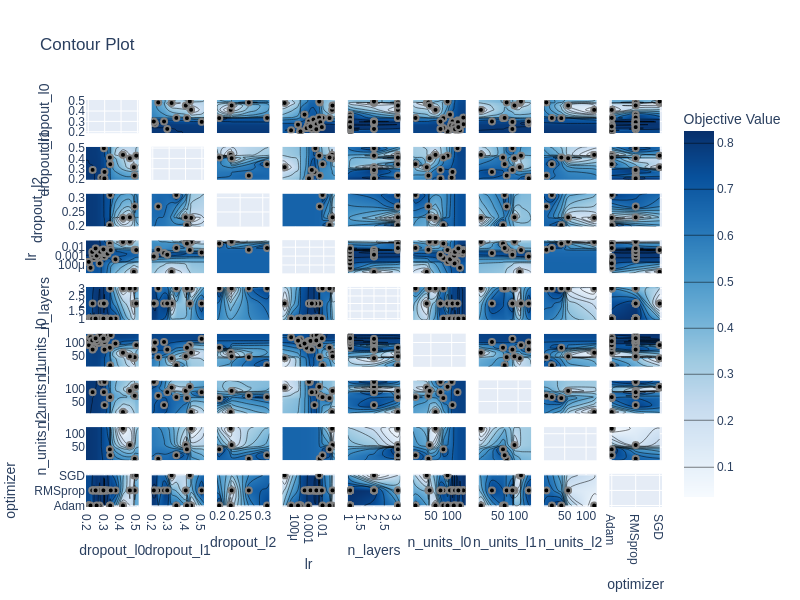 Contour Plot
Objective Value
0.8
0.7
0.6
0.5
0.4
0.3
0.2
0.1
dropout_l0
0.5
0.4
0.3
0.2
dropout_l1
0.5
0.4
0.3
0.2
dropout_l2
0.3
0.25
0.2
lr
0.01
0.001
100μ
n_layers
3
2.5
2
1.5
1
n_units_l0
100
50
n_units_l1
100
50
n_units_l2
100
50
optimizer
SGD
RMSprop
Adam
0.2 0.3 0.4 0.5
0.2 0.3 0.4 0.5
0.2 0.25 0.3
100μ 0.001 0.01
1 1.5 2 2.5 3
50 100
50 100
50 100
Adam RMSprop SGD
dropout_l0
dropout_l1
dropout_l2
lr
n_layers
n_units_l0
n_units_l1
n_units_l2
optimizer